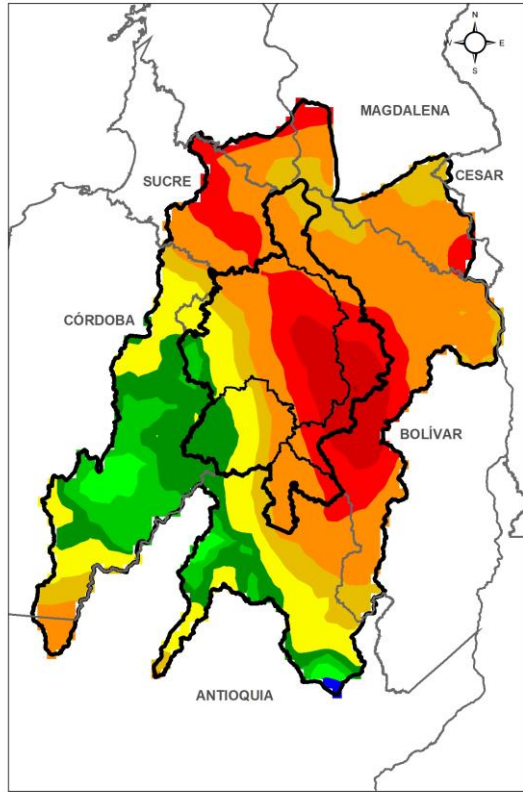 N
W E
S
MAGDALENA
CESAR
SUCRE
CÓRDOBA
BOLÍVAR
ANTIOQUIA